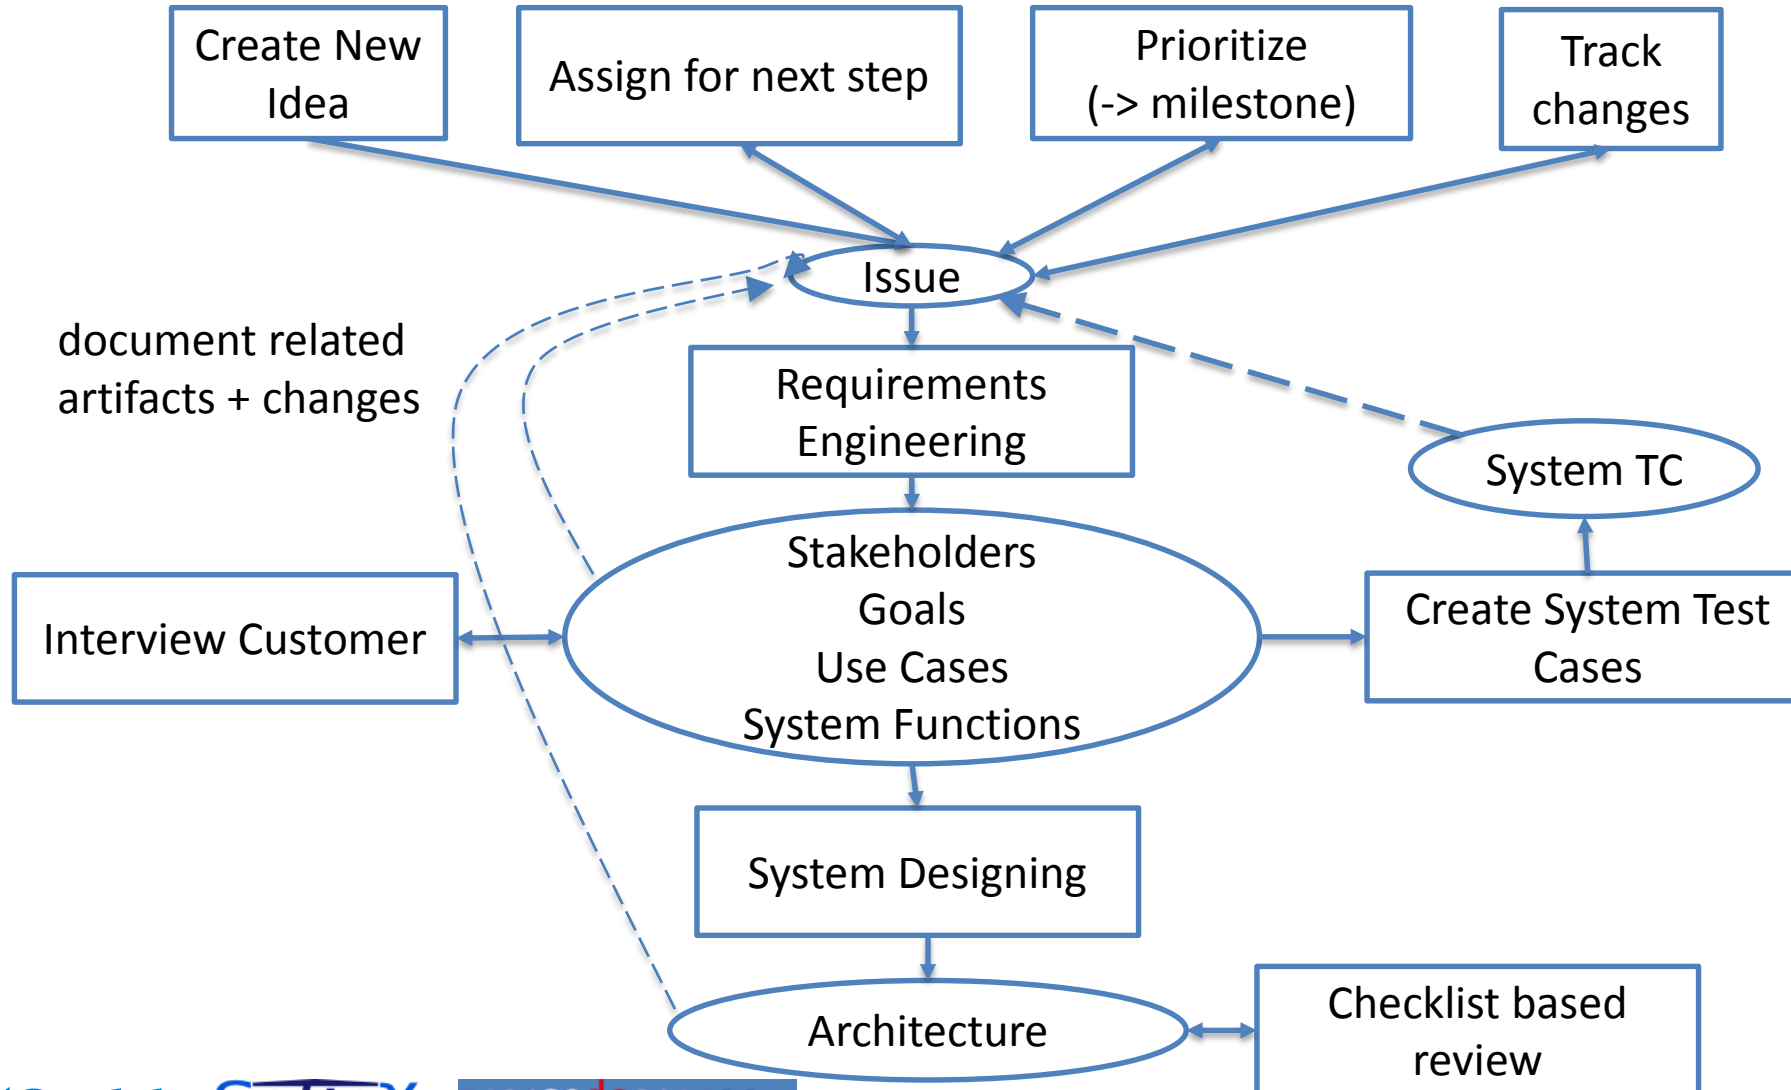 Create New
Idea
Assign for next step
Prioritize
(-> milestone)
Track
changes
Issue
document related
artifacts + changes
Requirements
Engineering
System TC
Stakeholders
Goals
Use Cases
System Functions
Interview Customer
Create System Test
Cases
System Designing
Architecture
Checklist based
review